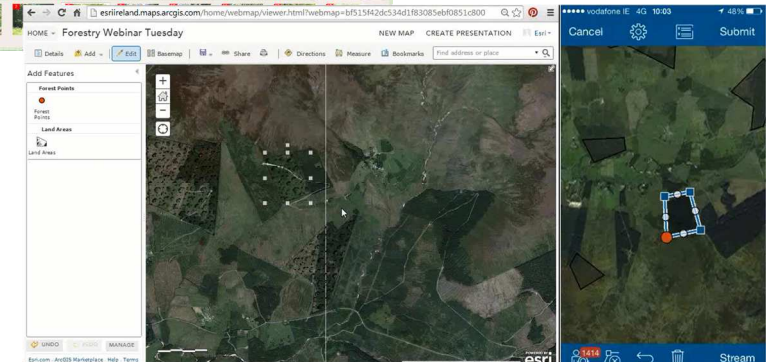 esriireland.maps.arcgis.com/home/webmap/viewer.html?webmap=bf515f42dc534d1f83085ebf0851c800
HOME Forestry Webinar Tuesday
NEW MAP CREATE PRESENTATION Esri
Details Add Edit Basemap Share Directions Measure Bookmarks Find address or place
Add Features
Forest Points
Forest
Points
Land Areas
Land Areas
UNDO REDO MANAGE
Esri.com ArcGIS Marketplace Help Terms
POWERED BY
esri
vodafone IE 4G 10:03 48%
Cancel Submit
1414 Stream